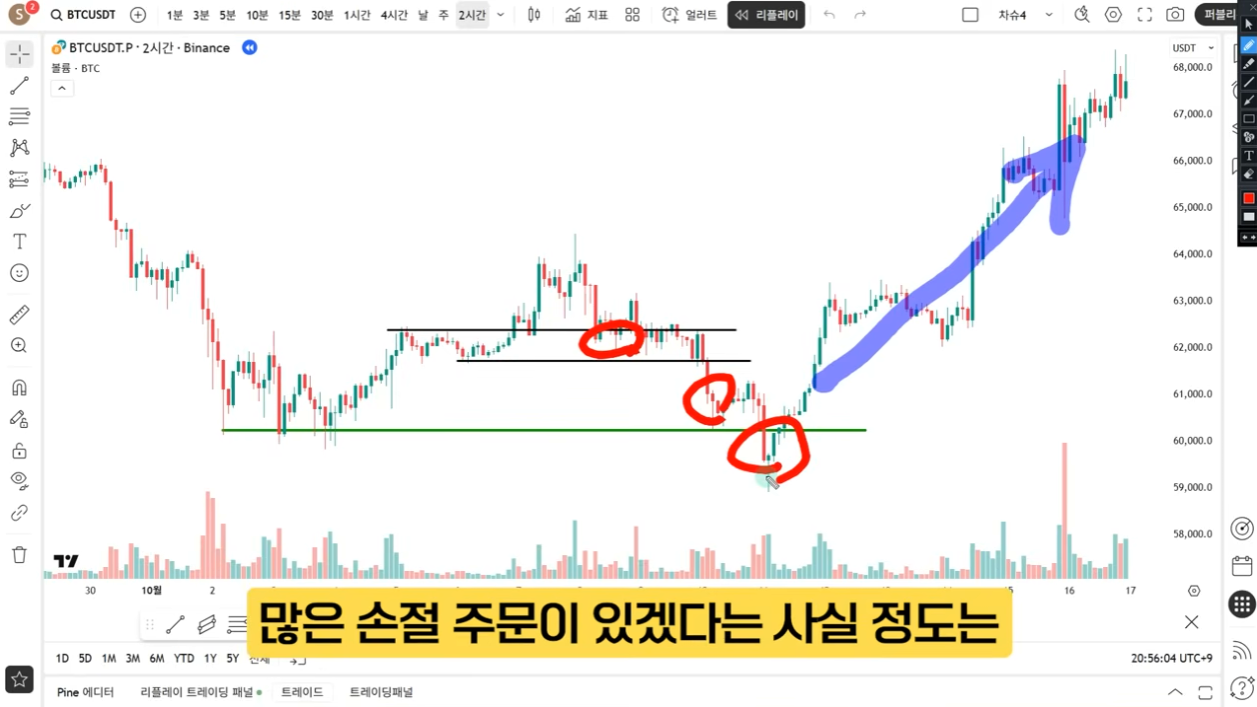 S 2 BTCUSDT 1분 3분 5분 10분 15분 30분 1시간 4시간 날 주 2시간 지표 얼러트 리플레이 차슈4 퍼블리
BTCUSDT.P · 2시간 · Binance
볼륨 · BTC
USDT
68,000.0
67,000.0
66,000.0
65,000.0
64,000.0
63,000.0
62,000.0
61,000.0
60,000.0
59,000.0
58,000.0
30 10월 2 15 16 17
많은 손절 주문이 있겠다는 사실 정도는
1D 5D 1M 3M 6M YTD 1Y 5Y 전체 20:56:04 UTC+9
Pine 에디터 리플레이 트레이딩 패널 트레이드 트레이딩패널